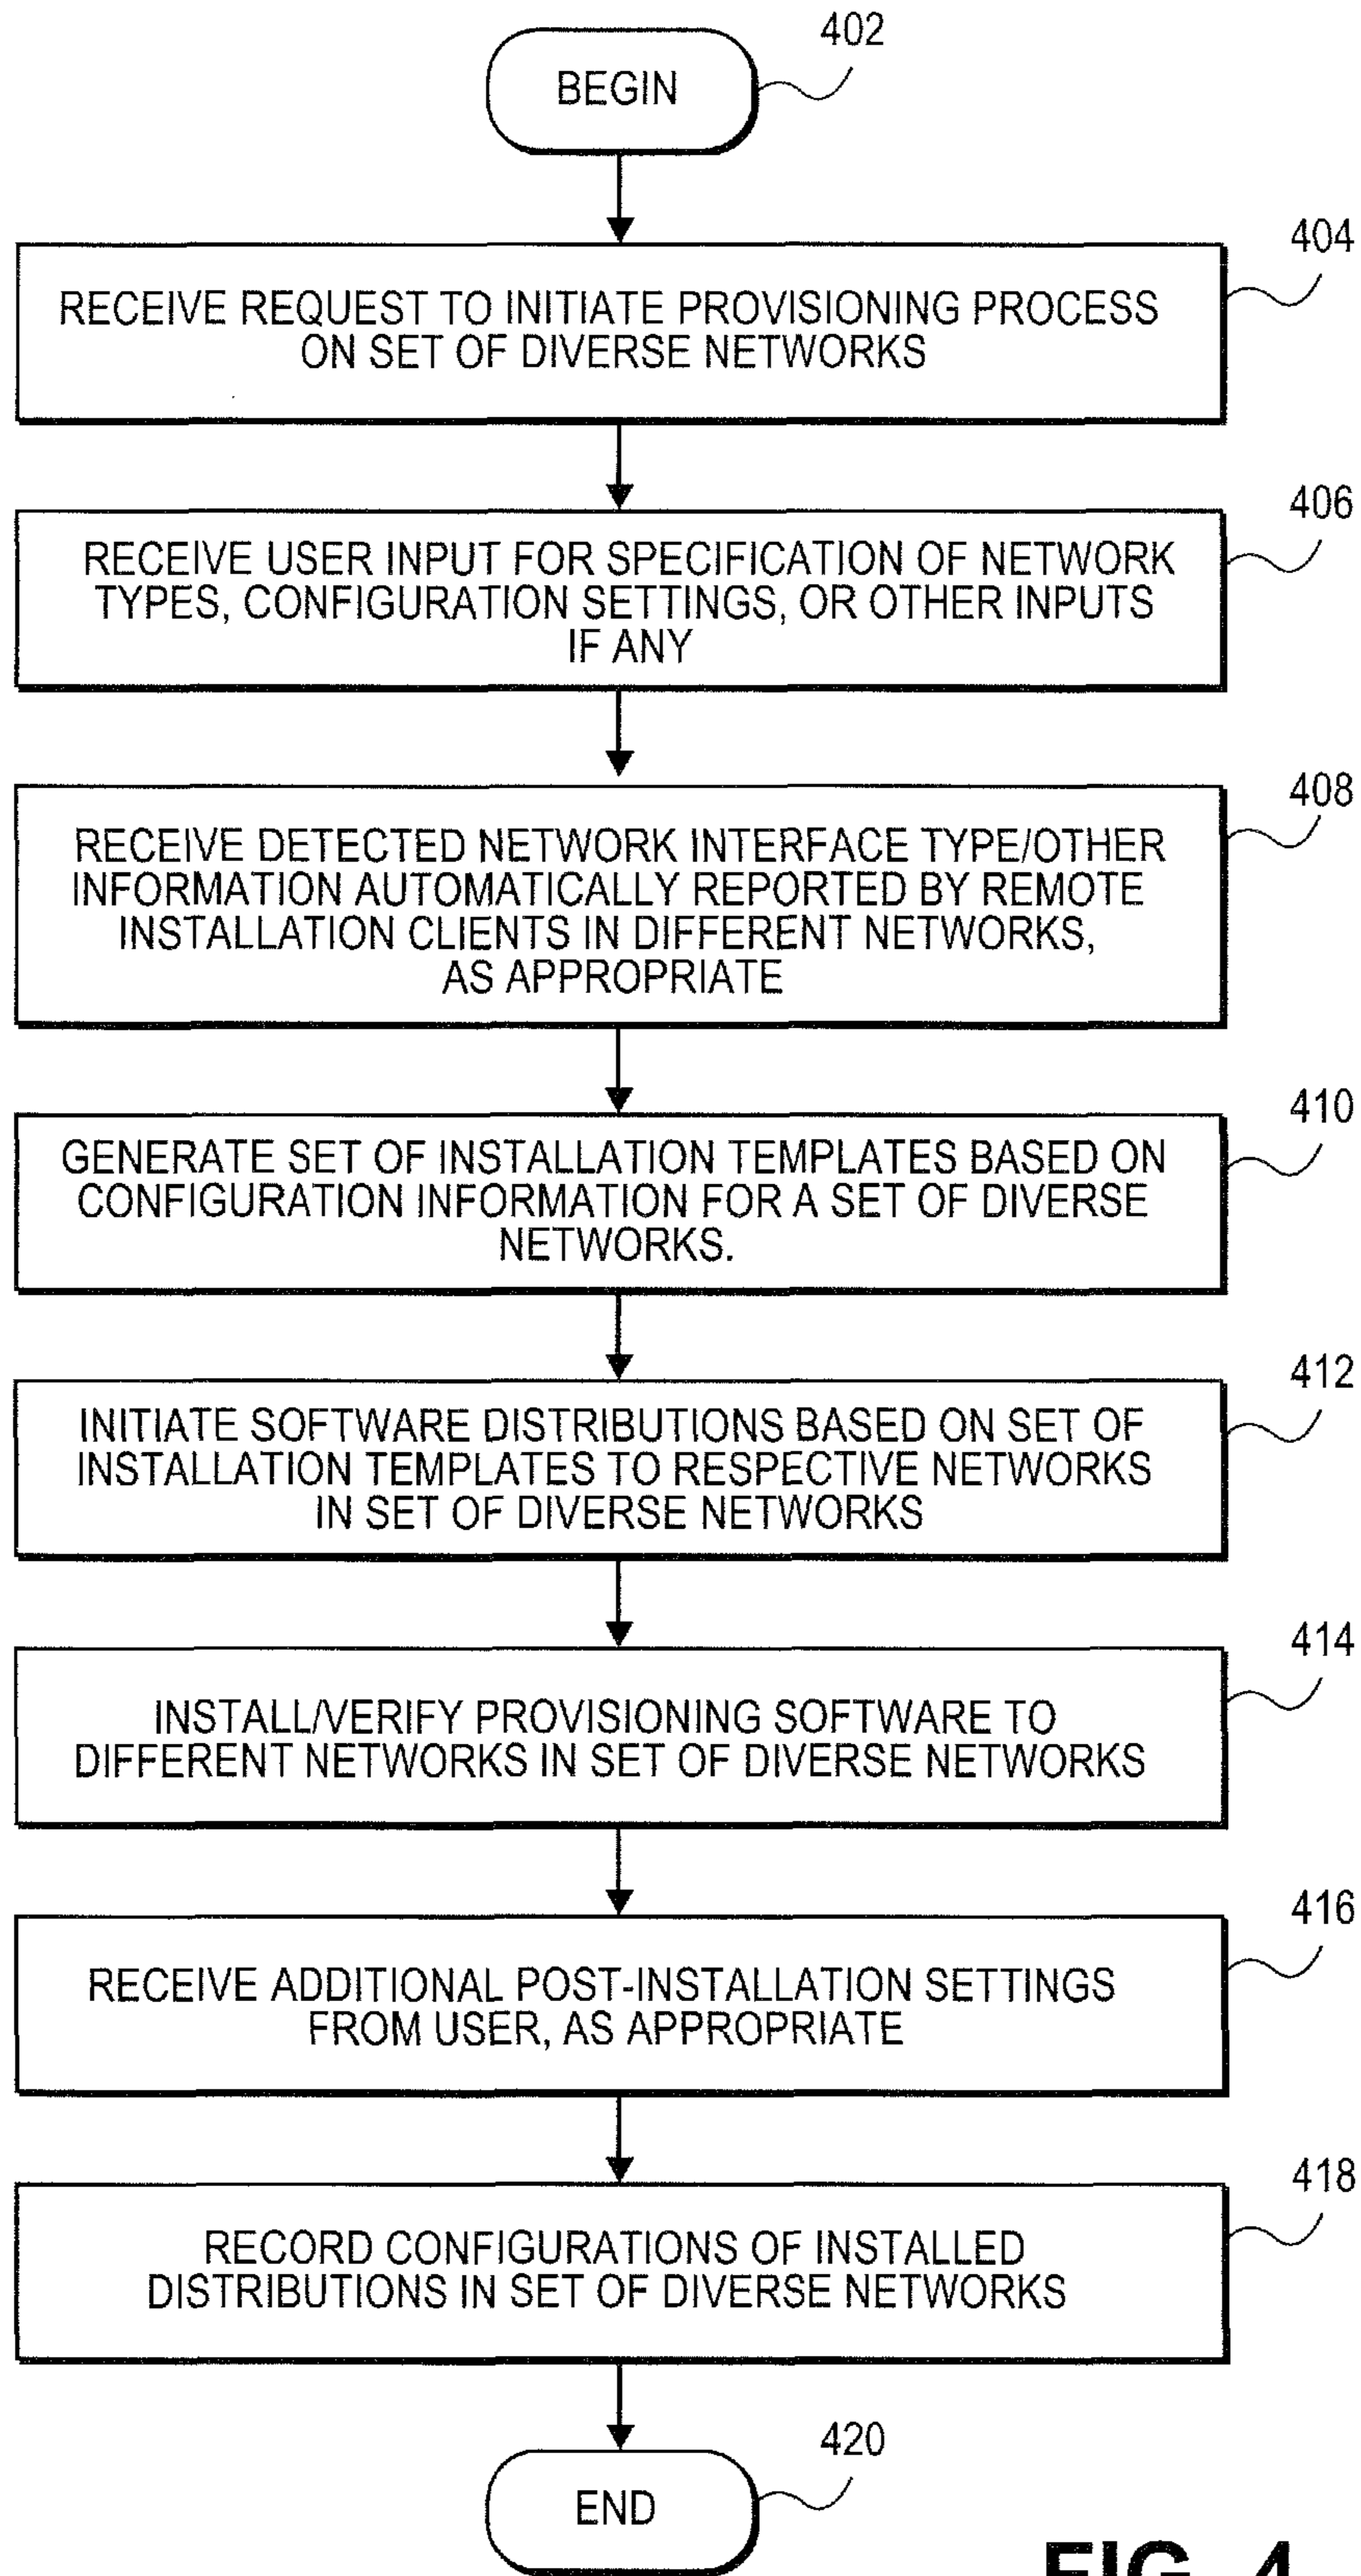 402
BEGIN
404
RECEIVE REQUEST TO INITIATE PROVISIONING PROCESS
ON SET OF DIVERSE NETWORKS
406
RECEIVE USER INPUT FOR SPECIFICATION OF NETWORK
TYPES, CONFIGURATION SETTINGS, OR OTHER INPUTS
IF ANY
408
RECEIVE DETECTED NETWORK INTERFACE TYPE/OTHER
INFORMATION AUTOMATICALLY REPORTED BY REMOTE
INSTALLATION CLIENTS IN DIFFERENT NETWORKS,
AS APPROPRIATE
410
GENERATE SET OF INSTALLATION TEMPLATES BASED ON
CONFIGURATION INFORMATION FOR A SET OF DIVERSE
NETWORKS.
412
INITIATE SOFTWARE DISTRIBUTIONS BASED ON SET OF
INSTALLATION TEMPLATES TO RESPECTIVE NETWORKS
IN SET OF DIVERSE NETWORKS
414
INSTALL/VERIFY PROVISIONING SOFTWARE TO
DIFFERENT NETWORKS IN SET OF DIVERSE NETWORKS
416
RECEIVE ADDITIONAL POST-INSTALLATION SETTINGS
FROM USER, AS APPROPRIATE
418
RECORD CONFIGURATIONS OF INSTALLED
DISTRIBUTIONS IN SET OF DIVERSE NETWORKS
420
END
FIG. 4